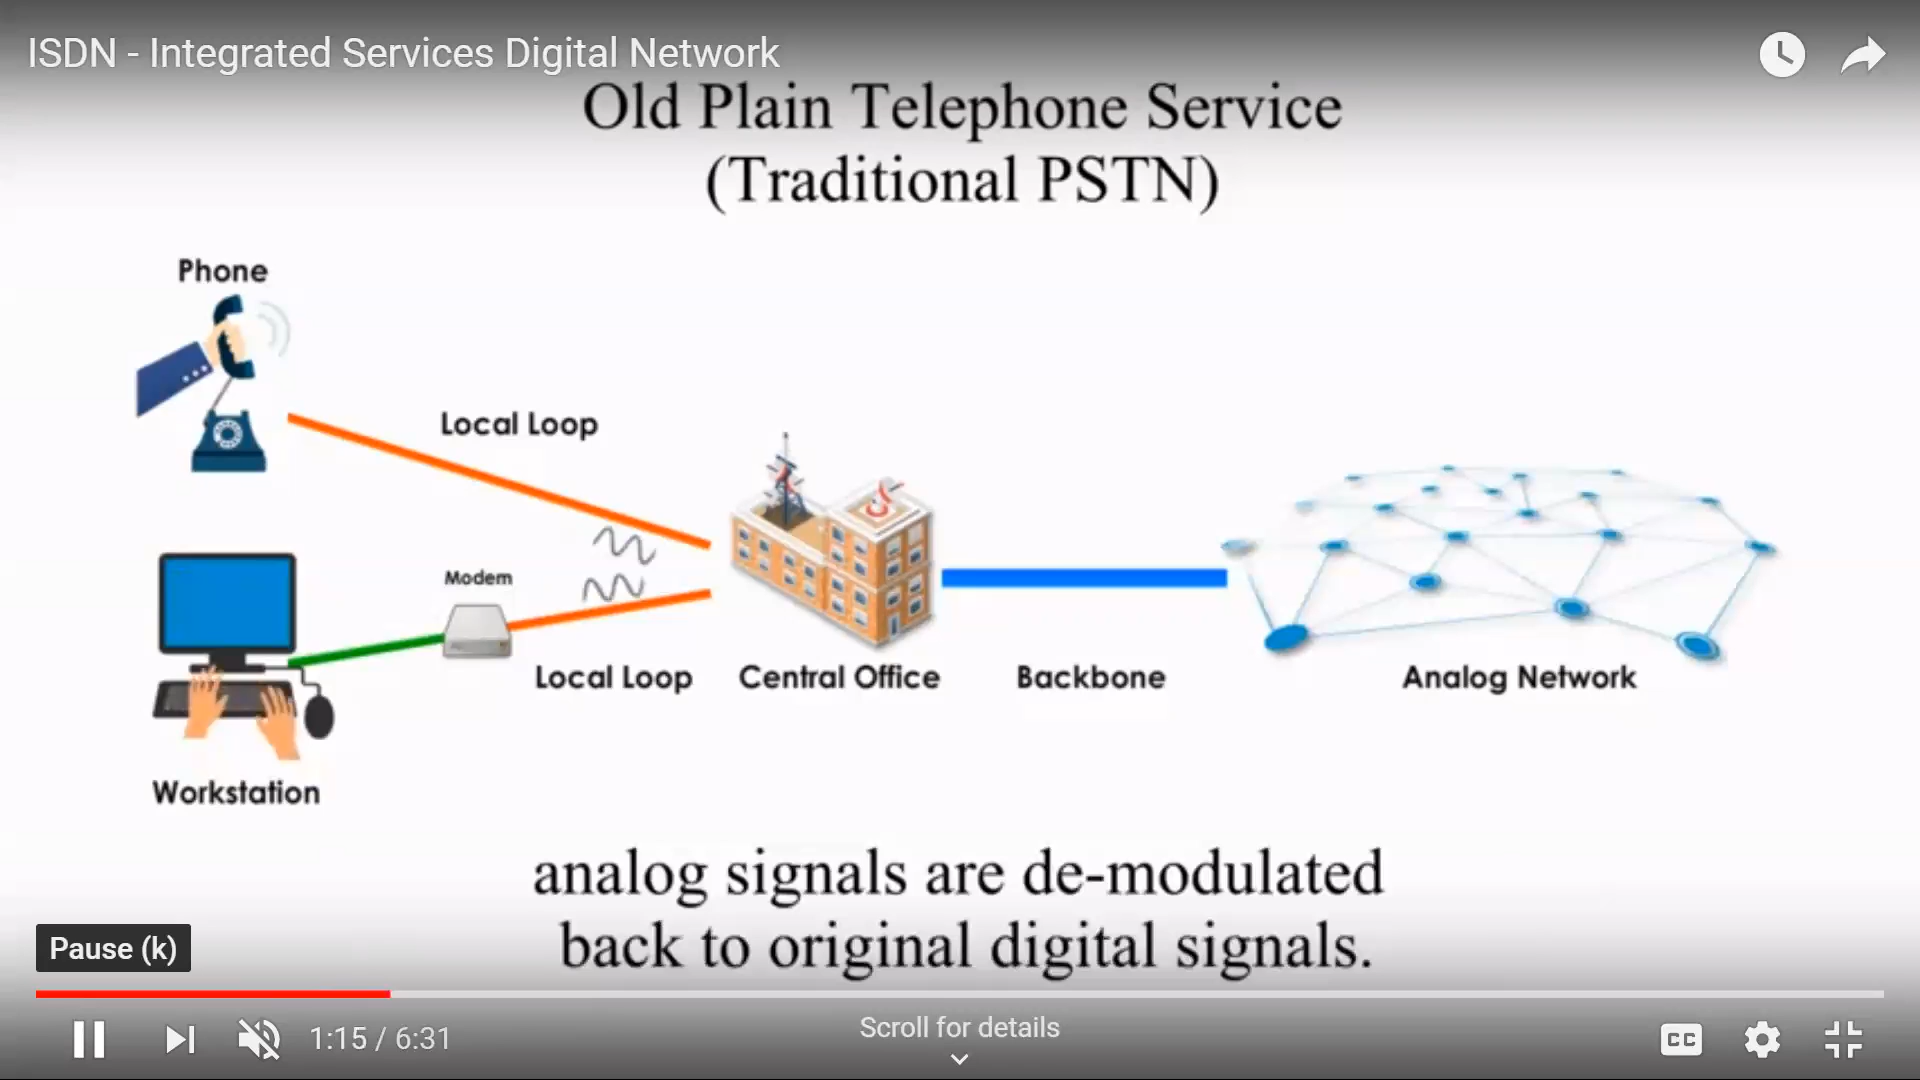 ISDN - Integrated Services Digital Network
Old Plain Telephone Service
(Traditional PSTN)
Phone
Local Loop
Modem
Local Loop
Central Office
Backbone
Analog Network
Workstation
analog signals are de-modulated
back to original digital signals.
Pause (k)
1:15 / 6:31
Scroll for details
CC